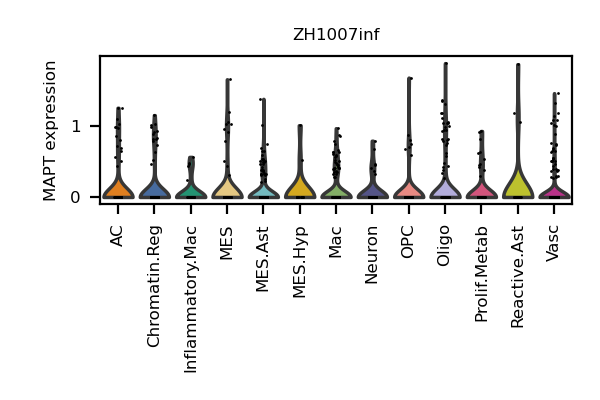 ZH1007inf
MAPT expression
1
0
AC
Chromatin.Reg
Inflammatory.Mac
MES
MES.Ast
MES.Hyp
Mac
Neuron
OPC
Oligo
Prolif.Metab
Reactive.Ast
Vasc